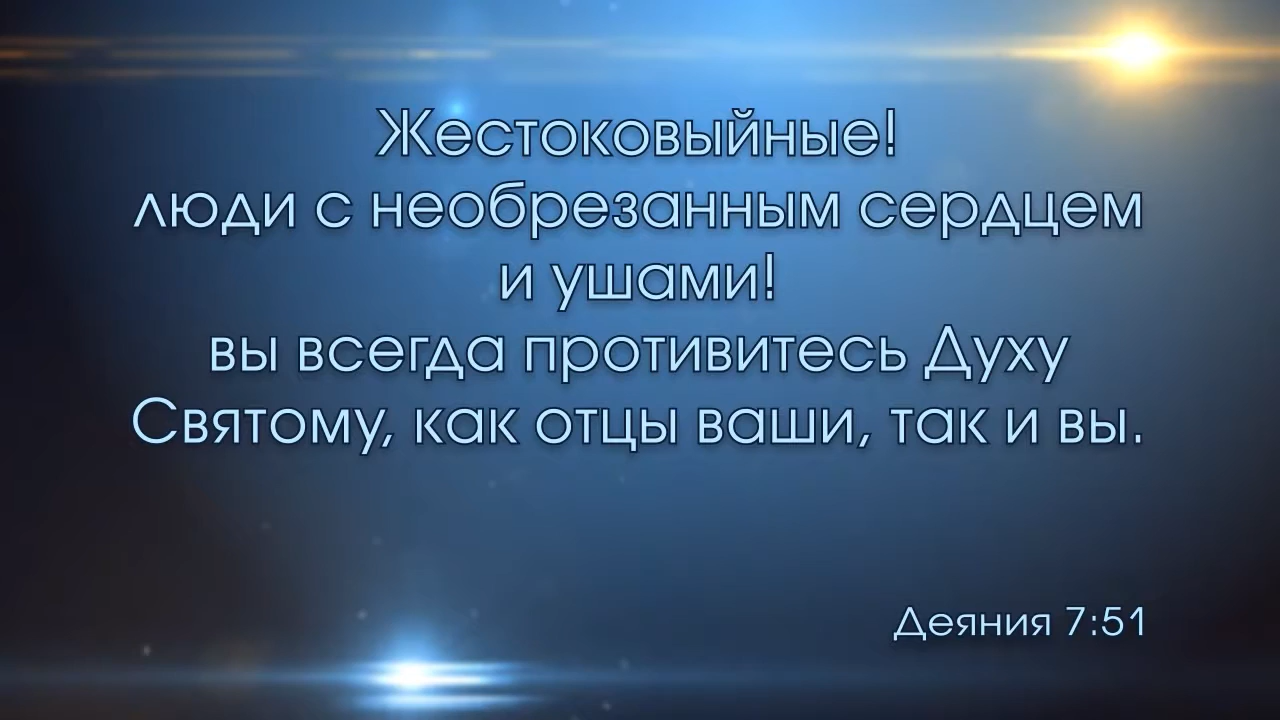 Жестоковыйные!
люди с необрезанным сердцем
и ушами!
вы всегда противитесь Духу
Святому, как отцы ваши, так и вы.
Деяния 7:51